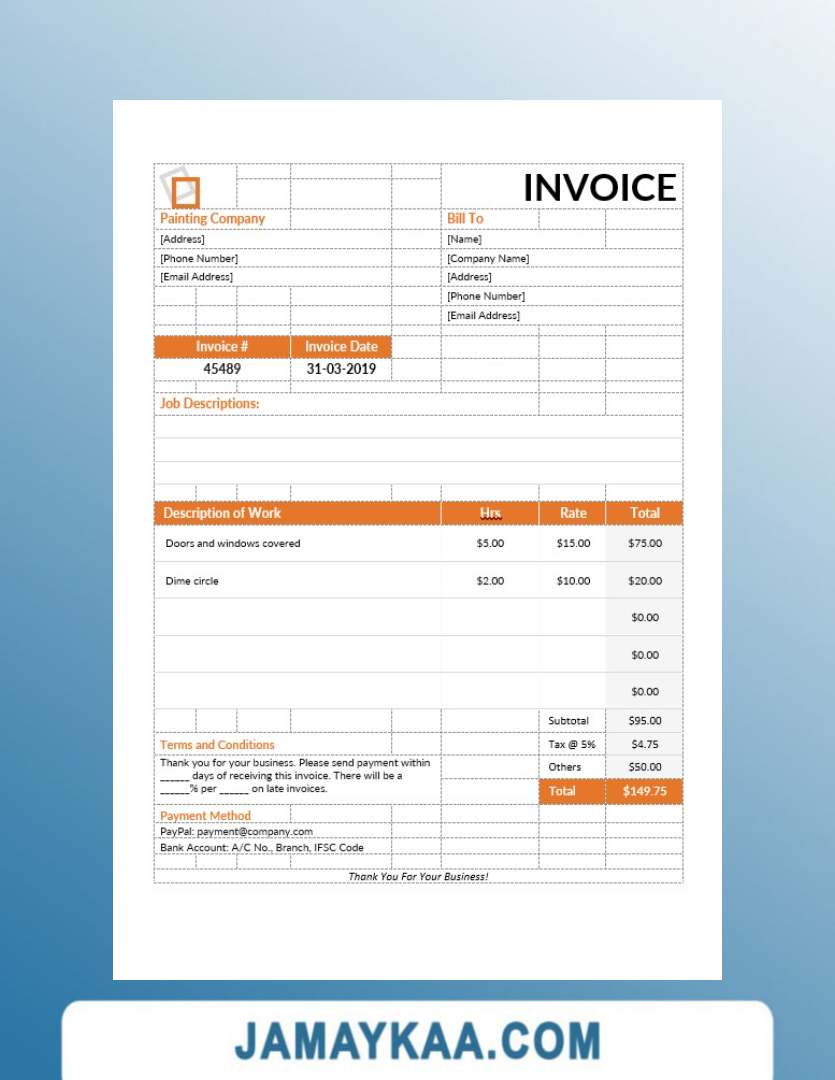 INVOICE
Painting Company Bill To
[Address] [Name]
[Phone Number] [Company Name]
[Email Address] [Address]
[Phone Number]
[Email Address]
Invoice # Invoice Date
45489 31-03-2019
Job Descriptions:
Description of Work Hrs Rate Total
Doors and windows covered $5.00 $15.00 $75.00
Dime circle $2.00 $10.00 $20.00
$0.00
$0.00
$0.00
Subtotal $95.00
Terms and Conditions Tax @ 5% $4.75
Thank you for your business. Please send payment within Others $50.00
______ days of receiving this invoice. There will be a
______% per ______ on late invoices. Total $149.75
Payment Method
PayPal: payment@company.com
Bank Account: A/C No., Branch, IFSC Code
Thank You For Your Business!
JAMAYKAA.COM